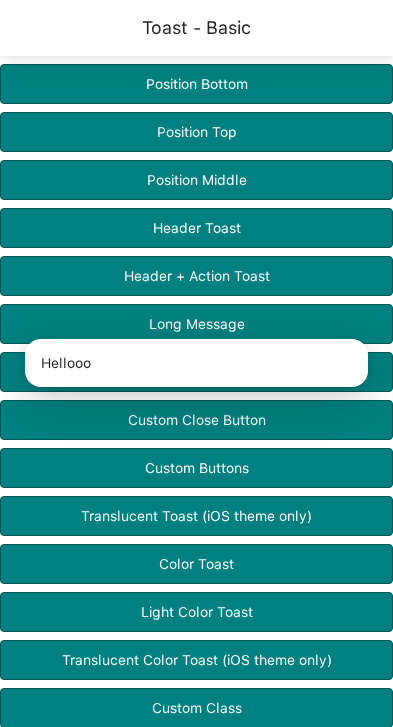 Toast - Basic
Position Bottom
Position Top
Position Middle
Header Toast
Header + Action Toast
Long Message
Hellooo
Custom Close Button
Custom Buttons
Translucent Toast (iOS theme only)
Color Toast
Light Color Toast
Translucent Color Toast (iOS theme only)
Custom Class